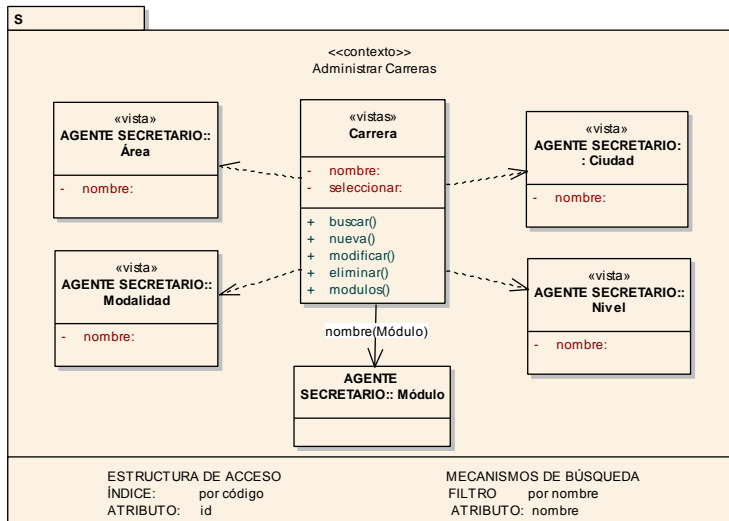 S
<<contexto>>
Administrar Carreras
«vista»
AGENTE SECRETARIO::
Área
- nombre:
«vistas»
Carrera
- nombre:
- seleccionar:
+ buscar()
+ nueva()
+ modificar()
+ eliminar()
+ modulos()
«vista»
AGENTE SECRETARIO:
: Ciudad
- nombre:
«vista»
AGENTE SECRETARIO::
Modalidad
- nombre:
«vista»
AGENTE SECRETARIO::
Nivel
- nombre:
nombre(Módulo)
AGENTE
SECRETARIO:: Módulo
ESTRUCTURA DE ACCESO
ÍNDICE: por código
ATRIBUTO: id
MECANISMOS DE BÚSQUEDA
FILTRO por nombre
ATRIBUTO: nombre